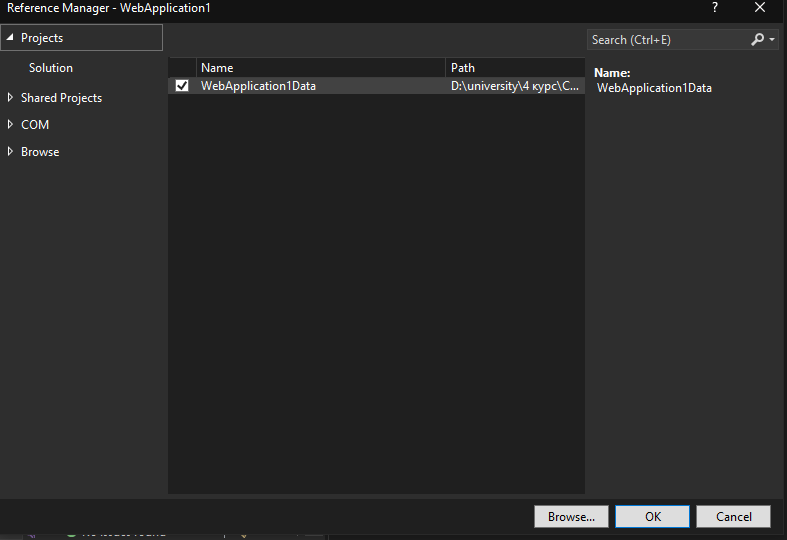 Reference Manager - WebApplication1
?
Projects
Search (Ctrl+E)
Solution
Shared Projects
COM
Browse
Name Path
WebApplication1Data D:\university\4 курс\C...
Name:
WebApplication1Data
Browse... OK Cancel